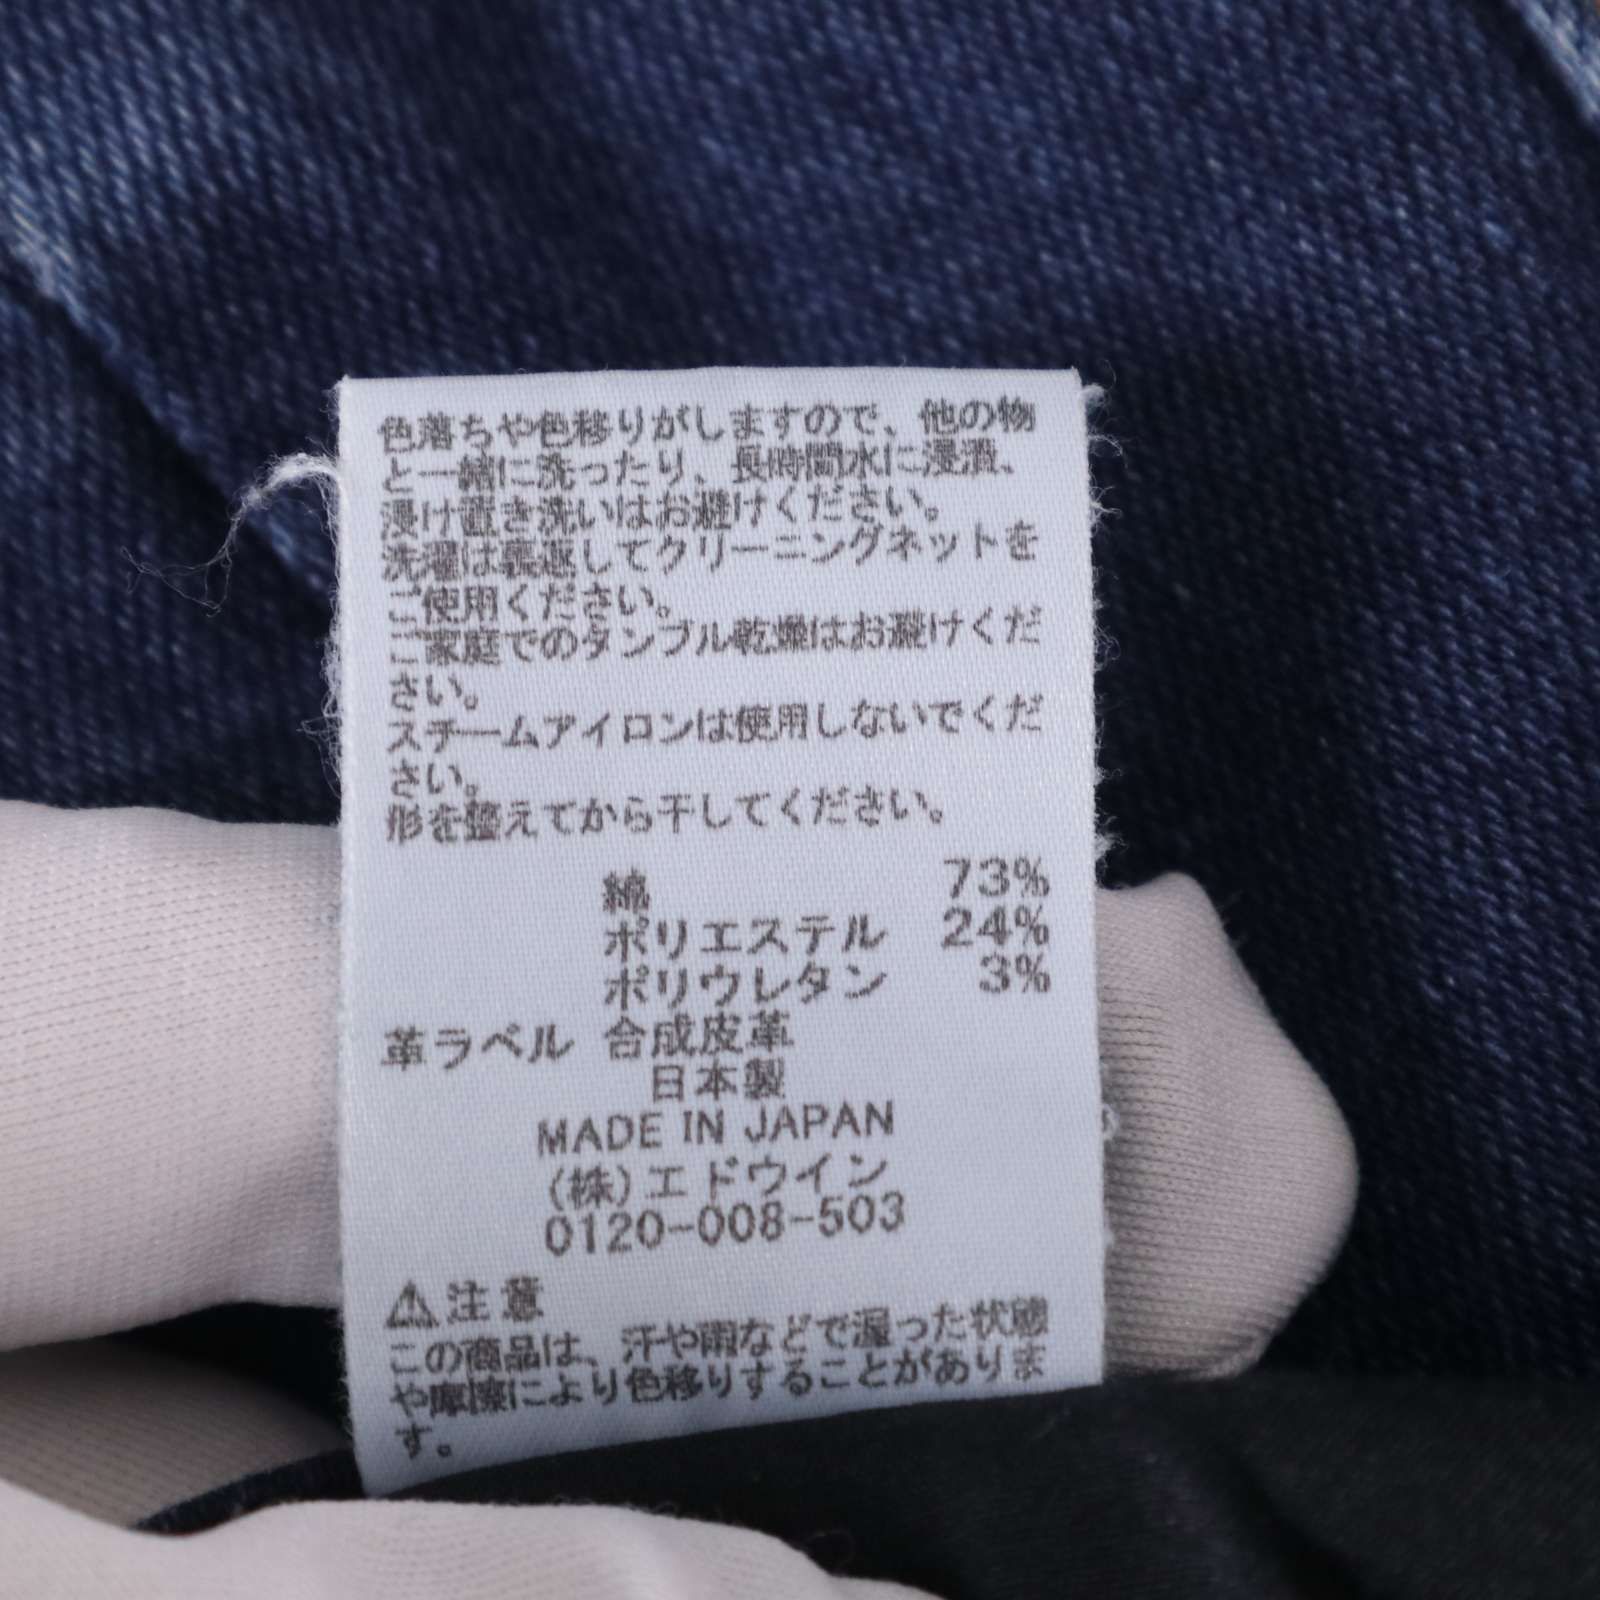 色落ちや色移りがしますので、他の物
と一緒に洗ったり、長時間水に浸漬、
浸け置き洗いはお避けください。
洗濯は裏返してクリーニングネットを
ご使用ください。
ご家庭でのタンブル乾燥はお避けくだ
さい。
スチームアイロンは使用しないでくだ
さい。
形を整えてから干してください。
綿 73%
ポリエステル 24%
ポリウレタン 3%
革ラベル 合成皮革
日本製
MADE IN JAPAN
(株)エドウイン
0120-008-503
⚠注意
この商品は、汗や雨などで湿った状態
や摩擦により色移りすることがありま
す。